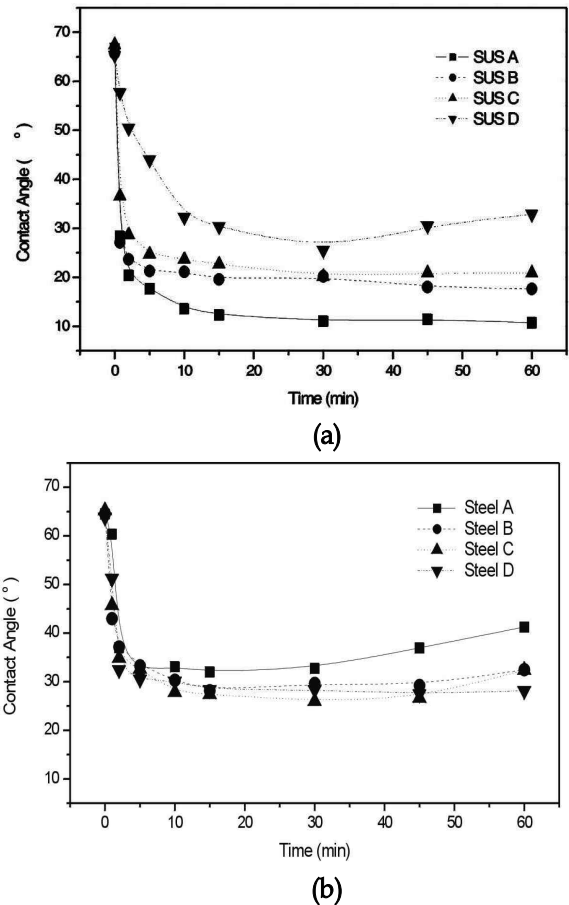 70
60
50
40
30
20
10
Contact Angle ( °)
SUS A
SUS B
SUS C
SUS D
0 10 20 30 40 50 60
Time (min)
(a)
70
60
50
40
30
20
10
Contact Angle ( °)
Steel A
Steel B
Steel C
Steel D
0 10 20 30 40 50 60
Time (min)
(b)